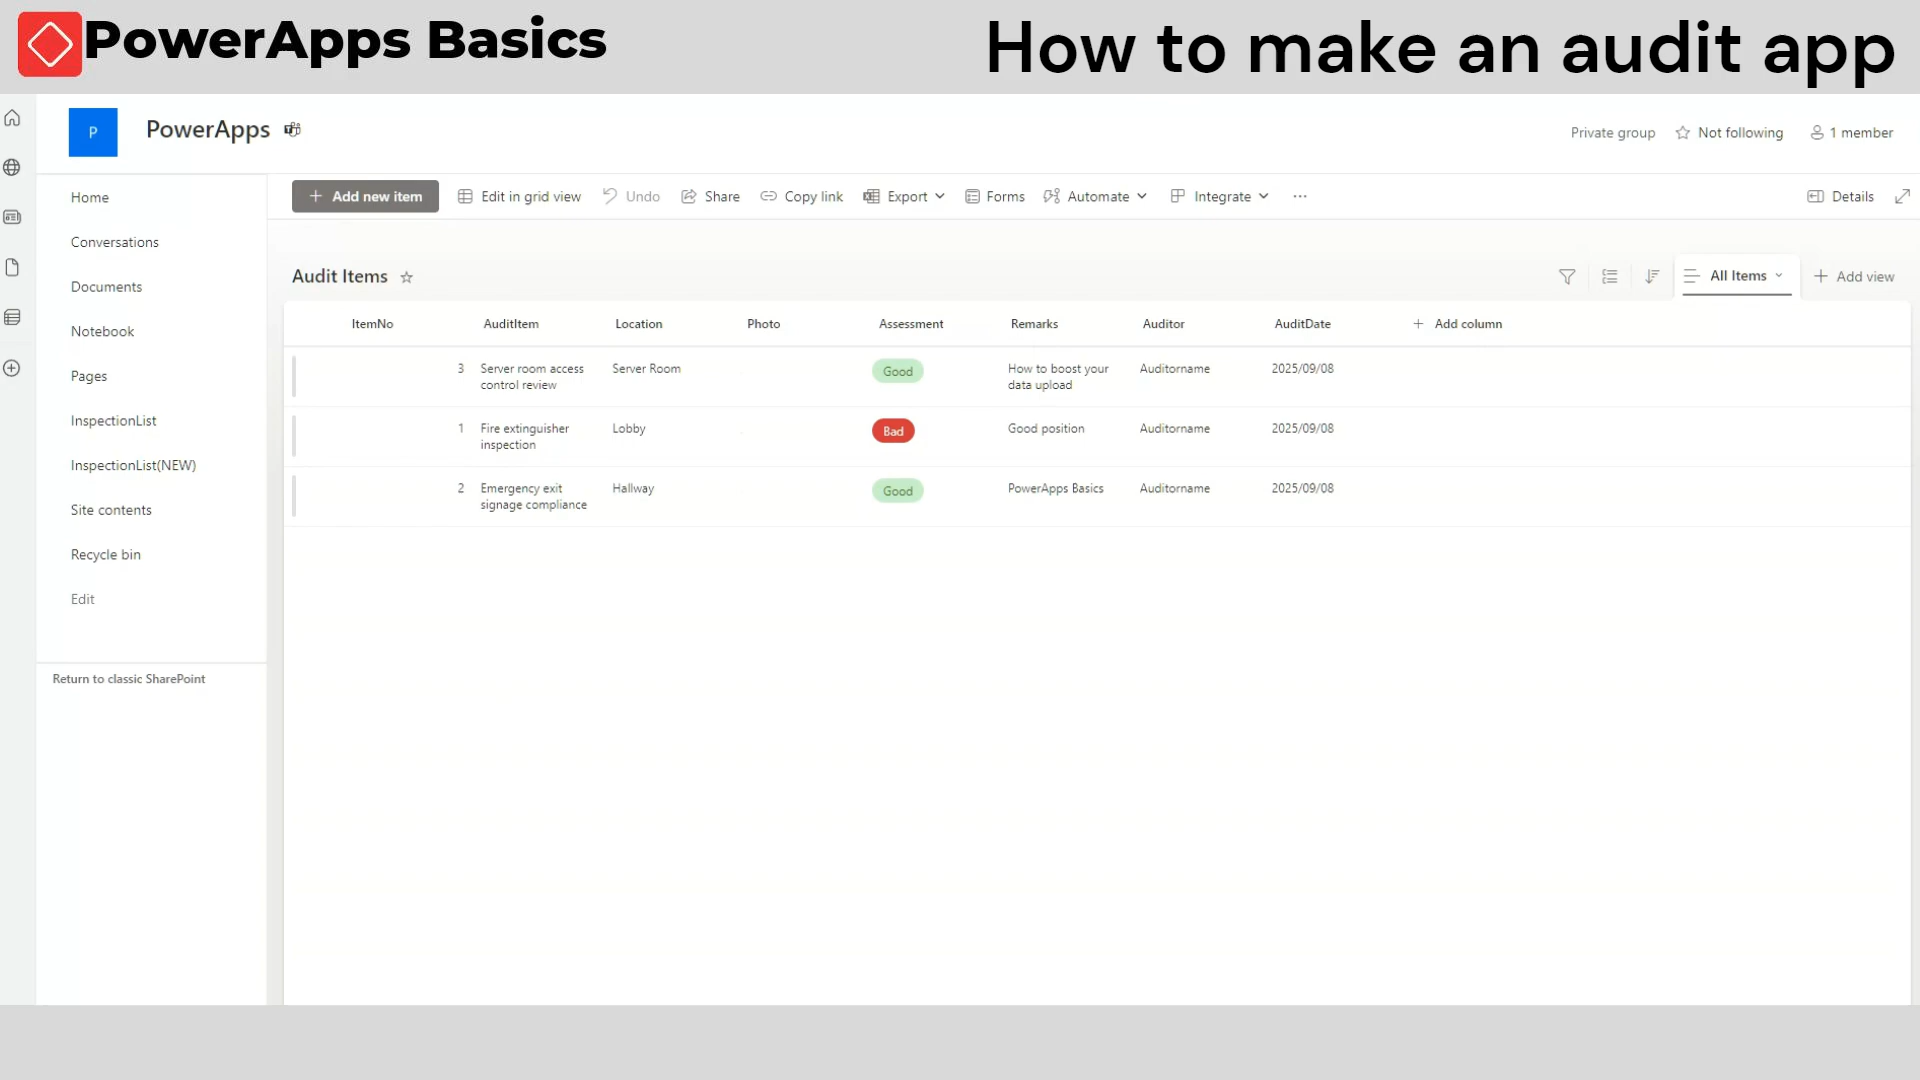 PowerApps Basics
How to make an audit app
P
PowerApps
Private group
Not following
1 member
Home
Conversations
Documents
Notebook
Pages
InspectionList
InspectionList(NEW)
Site contents
Recycle bin
Edit
Return to classic SharePoint
+ Add new item
Edit in grid view
Undo
Share
Copy link
Export
Forms
Automate
Integrate
...
Details
Audit Items
All Items
+ Add view
ItemNo
AuditItem
Location
Photo
Assessment
Remarks
Auditor
AuditDate
+ Add column
3
Server room access
control review
Server Room
Good
How to boost your
data upload
Auditorname
2025/09/08
1
Fire extinguisher
inspection
Lobby
Bad
Good position
Auditorname
2025/09/08
2
Emergency exit
signage compliance
Hallway
Good
PowerApps Basics
Auditorname
2025/09/08